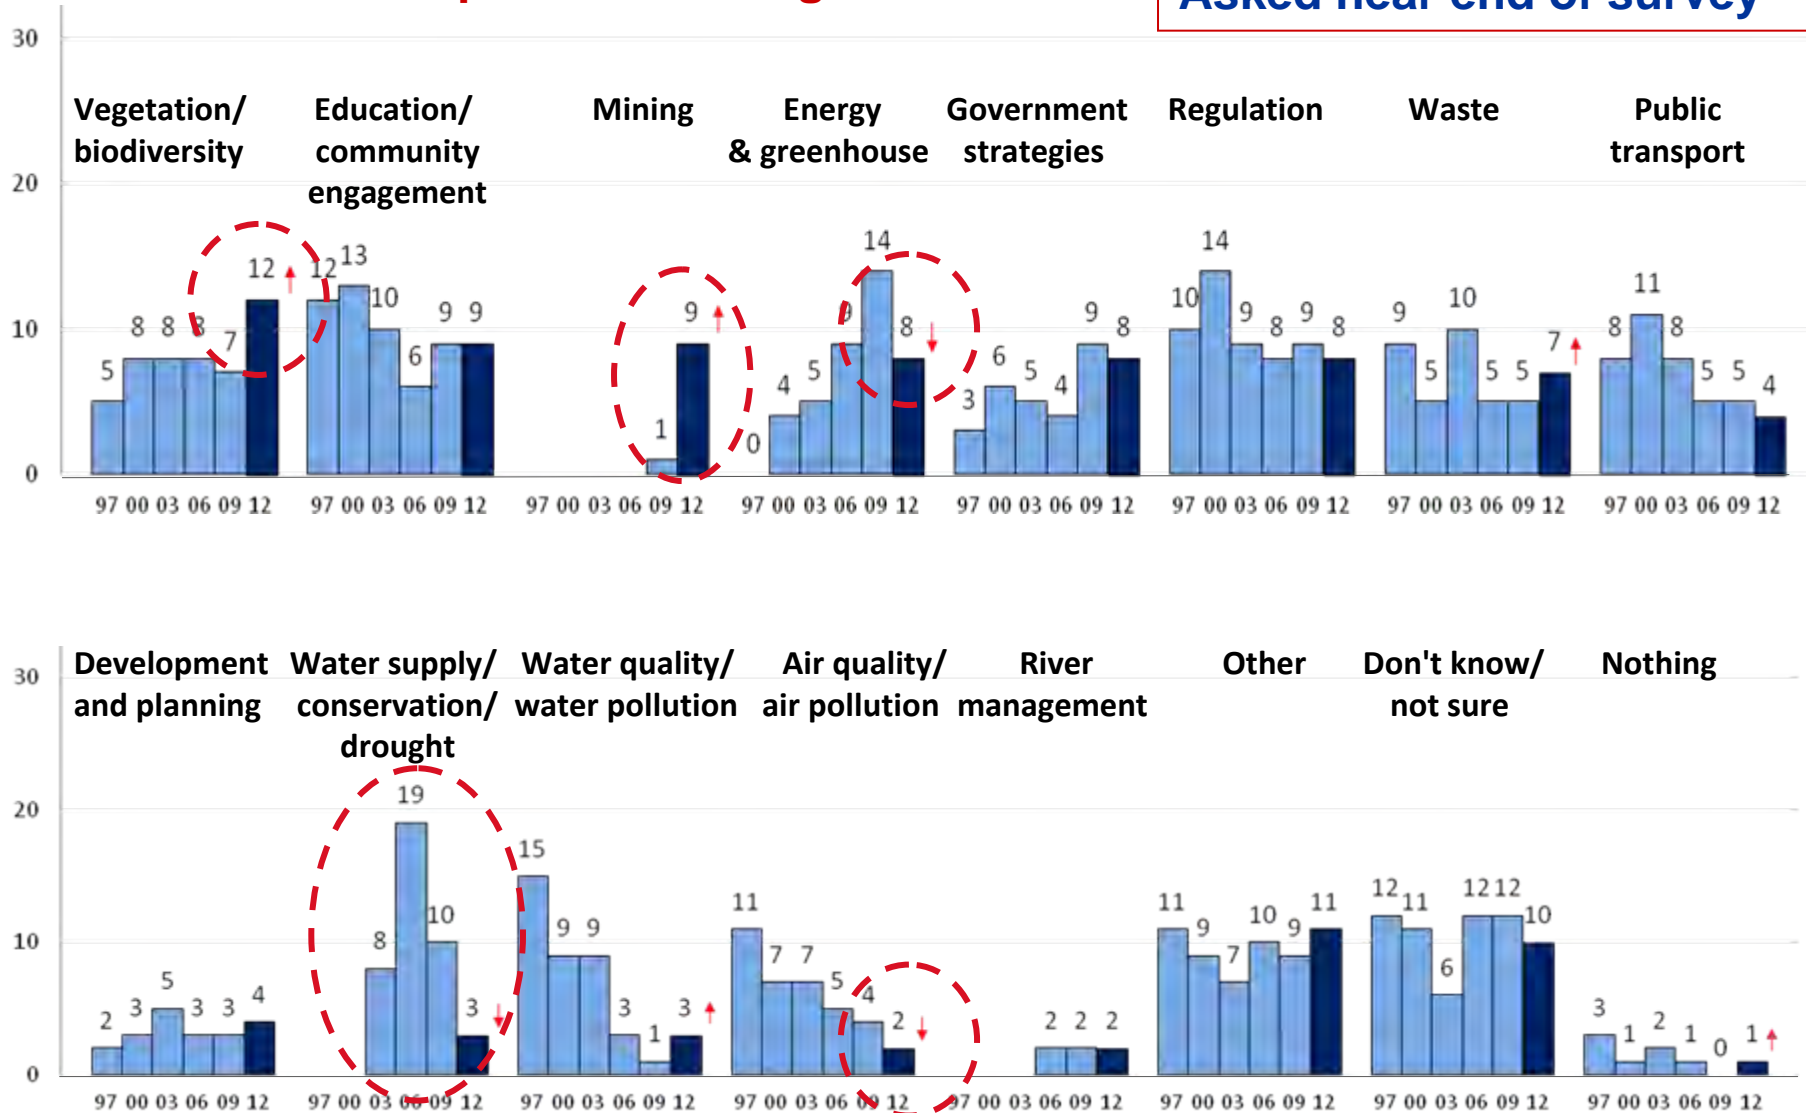 Asked near end of survey
30
Vegetation/ Education/ Mining Energy Government Regulation Waste Public
biodiversity community & greenhouse strategies transport
20
engagement
14 14
12 12 13
11
10 10 10
10
8 8 8 7 9 9 9 9 8 9 8 9 8 9 8 7 8 8
5 6 4 5 6 5 4 5 5 5 5 4
3
1 0
0
97 00 03 06 09 12 97 00 03 06 09 12 97 00 03 06 09 12 97 00 03 06 09 12 97 00 03 06 09 12 97 00 03 06 09 12 97 00 03 06 09 12 97 00 03 06 09 12
30
Development Water supply/ Water quality/ Air quality/ River Other Don't know/ Nothing
and planning conservation/ water pollution air pollution management not sure
drought
20
19
15
12 11 12 12
11 11 11
10 10 10
10
9 9 9 9
8 7 7 7
5 5 4 6
2 3 3 3 4 3 3 1 3 2 2 2 2 3 1 2 1 0 1
0
97 00 03 06 09 12 97 00 03 06 09 12 97 00 03 06 09 12 97 00 03 06 09 12 97 00 03 06 09 12 97 00 03 06 09 12 97 00 03 06 09 12 97 00 03 06 09 12